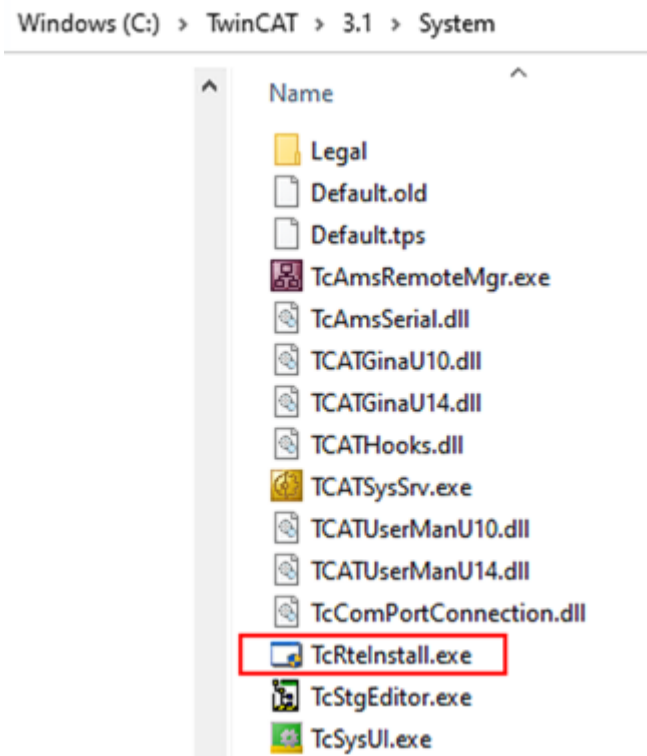 Windows (C:) > TwinCAT > 3.1 > System
Name
Legal
Default.old
Default.tps
TcAmsRemoteMgr.exe
TcAmsSerial.dll
TCATGinaU10.dll
TCATGinaU14.dll
TCATHooks.dll
TCATSysSrv.exe
TCATUserManU10.dll
TCATUserManU14.dll
TcComPortConnection.dll
TcRteInstall.exe
TcStgEditor.exe
TcSysUI.exe